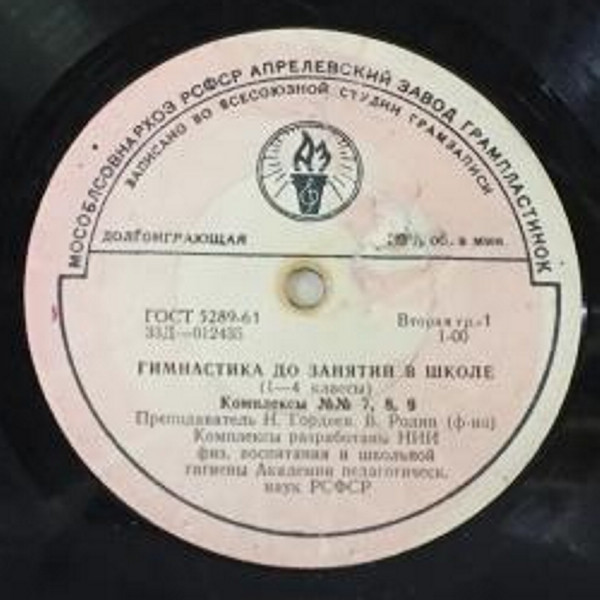 МОСОБЛСОВНАРХОЗ РСФСР АПРЕЛЕВСКИЙ ЗАВОД ГРАМПЛАСТИНОК
ЗАПИСАНО ВО ВСЕСОЮЗНОЙ СТУДИИ ГРАМЗАПИСИ
АЗ
ДОЛГОИГРАЮЩАЯ
об. в мин
ГОСТ 5289-61
Вторая гр.-1
33Д—012435
1-00
ГИМНАСТИКА ДО ЗАНЯТИЙ В ШКОЛЕ
(1—4 классы)
Комплексы №№ 7, 8, 9
Преподаватель Н. Гордеев, В. Родин (ф-но)
Комплексы разработаны НИИ
физ. воспитания и школьной
гигиены Академии педагогическ.
наук РСФСР